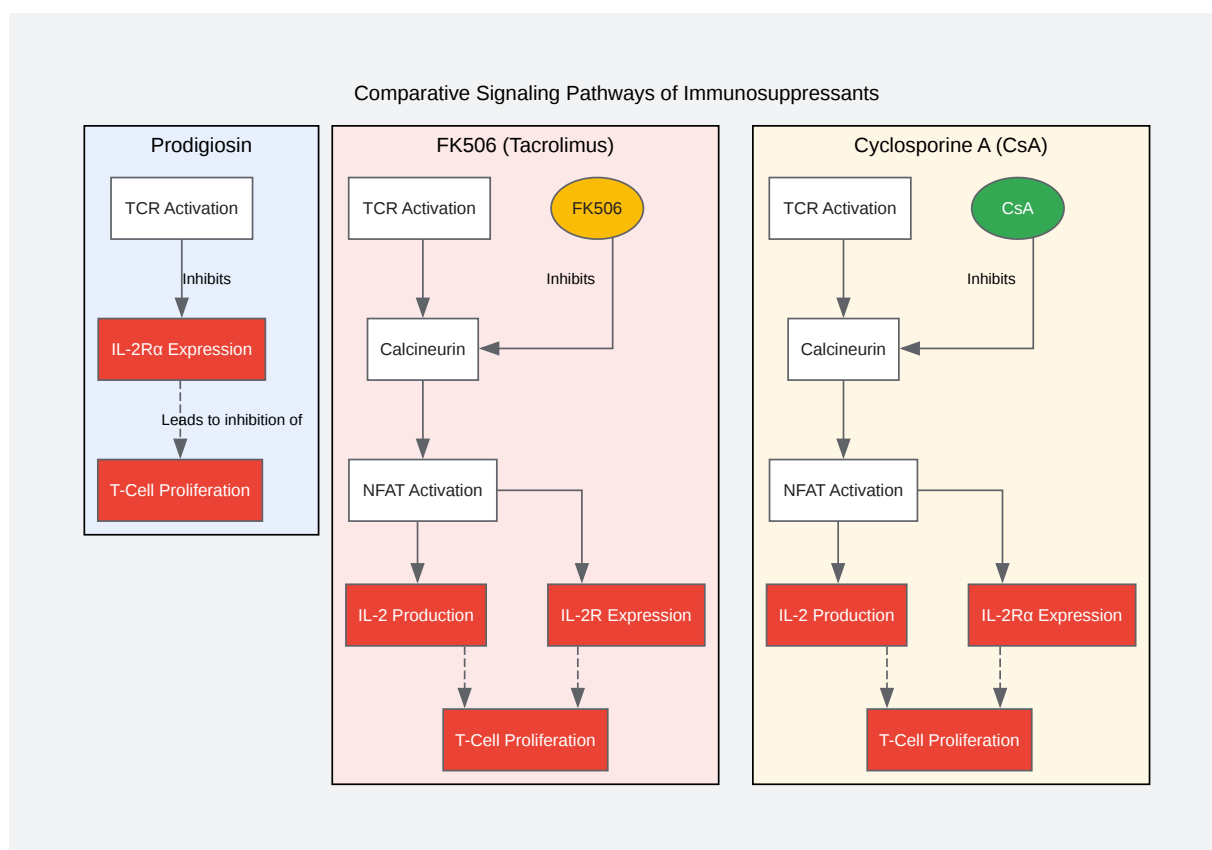 Comparative Signaling Pathways of Immunosuppressants
Prodigiosin
TCR Activation
Inhibits
IL-2Rα Expression
Leads to inhibition of
T-Cell Proliferation
FK506 (Tacrolimus)
TCR Activation
FK506
Inhibits
Calcineurin
NFAT Activation
IL-2 Production
IL-2R Expression
T-Cell Proliferation
Cyclosporine A (CsA)
TCR Activation
CsA
Inhibits
Calcineurin
NFAT Activation
IL-2 Production
IL-2Rα Expression
T-Cell Proliferation